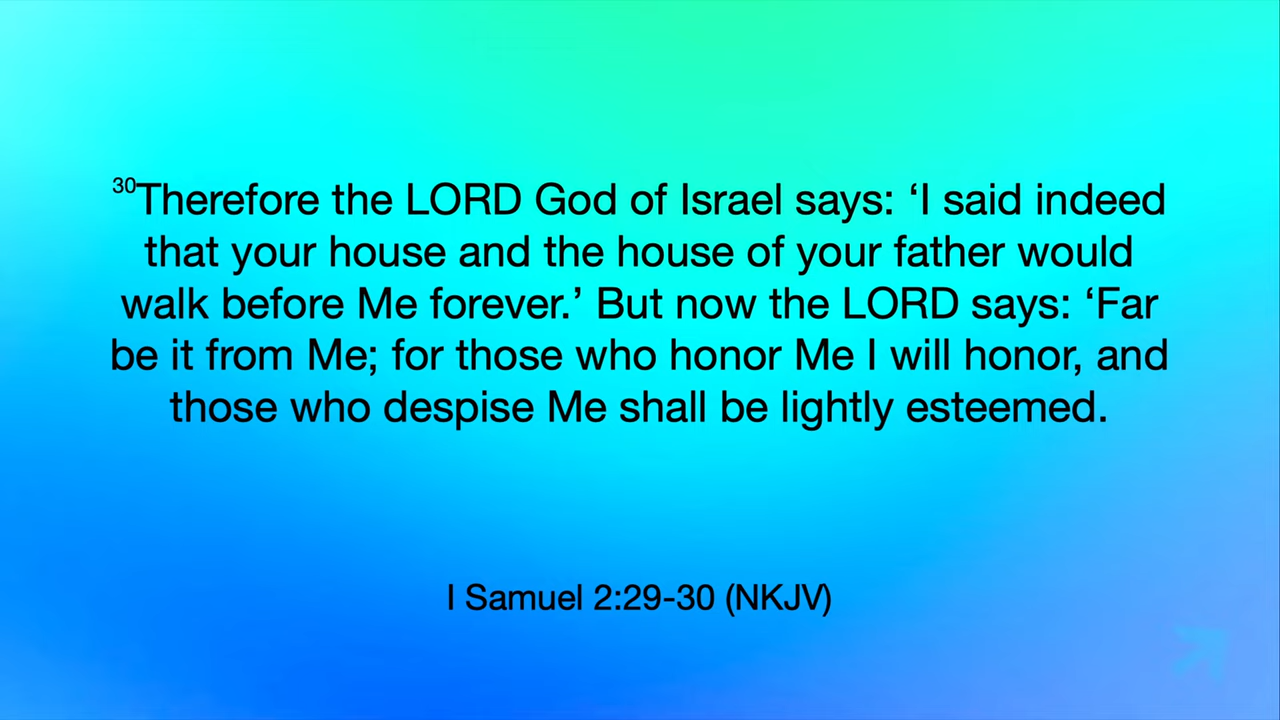 30Therefore the LORD God of Israel says: ‘I said indeed
that your house and the house of your father would
walk before Me forever.’ But now the LORD says: ‘Far
be it from Me; for those who honor Me I will honor, and
those who despise Me shall be lightly esteemed.
I Samuel 2:29-30 (NKJV)